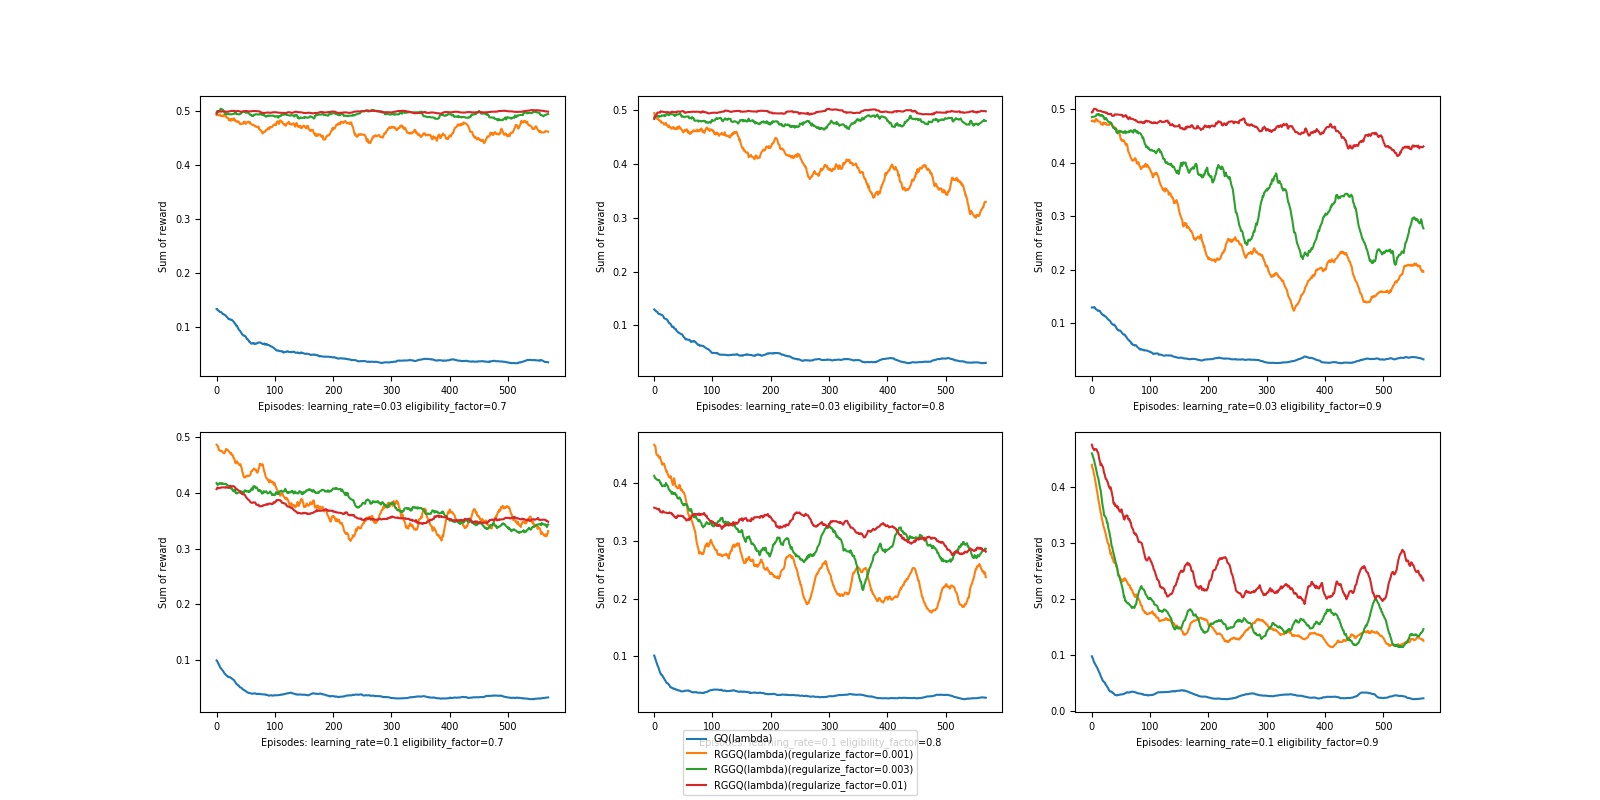 0.5
0.4
0.3
0.2
0.1
Sum of reward
0 100 200 300 400 500
Episodes: learning_rate=0.03 eligibility_factor=0.7
0.5
0.4
0.3
0.2
0.1
Sum of reward
0 100 200 300 400 500
Episodes: learning_rate=0.03 eligibility_factor=0.8
0.5
0.4
0.3
0.2
0.1
Sum of reward
0 100 200 300 400 500
Episodes: learning_rate=0.03 eligibility_factor=0.9
0.5
0.4
0.3
0.2
0.1
Sum of reward
0 100 200 300 400 500
Episodes: learning_rate=0.1 eligibility_factor=0.7
0.4
0.3
0.2
0.1
Sum of reward
0 100 200 300 400 500
Episodes: learning_rate=0.1 eligibility_factor=0.8
0.4
0.3
0.2
0.1
0.0
Sum of reward
0 100 200 300 400 500
Episodes: learning_rate=0.1 eligibility_factor=0.9
GQ(lambda)
RGGQ(lambda)(regularize_factor=0.001)
RGGQ(lambda)(regularize_factor=0.003)
RGGQ(lambda)(regularize_factor=0.01)